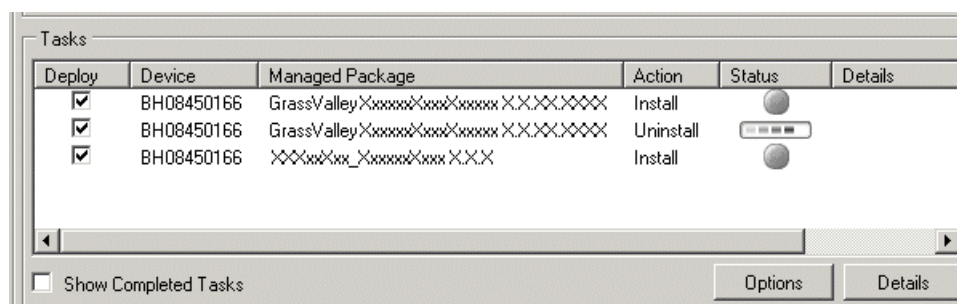 Tasks
Deploy Device Managed Package Action Status Details
BH08450166 GrassValleyXxxxxxXxxxXxxxxx X.X.XX.XXXX Install
BH08450166 GrassValleyXxxxxxXxxxXxxxxx X.X.XX.XXXX Uninstall
BH08450166 XXXxxXxx_XxxxxxXxxx X.X.X Install
Show Completed Tasks Options Details